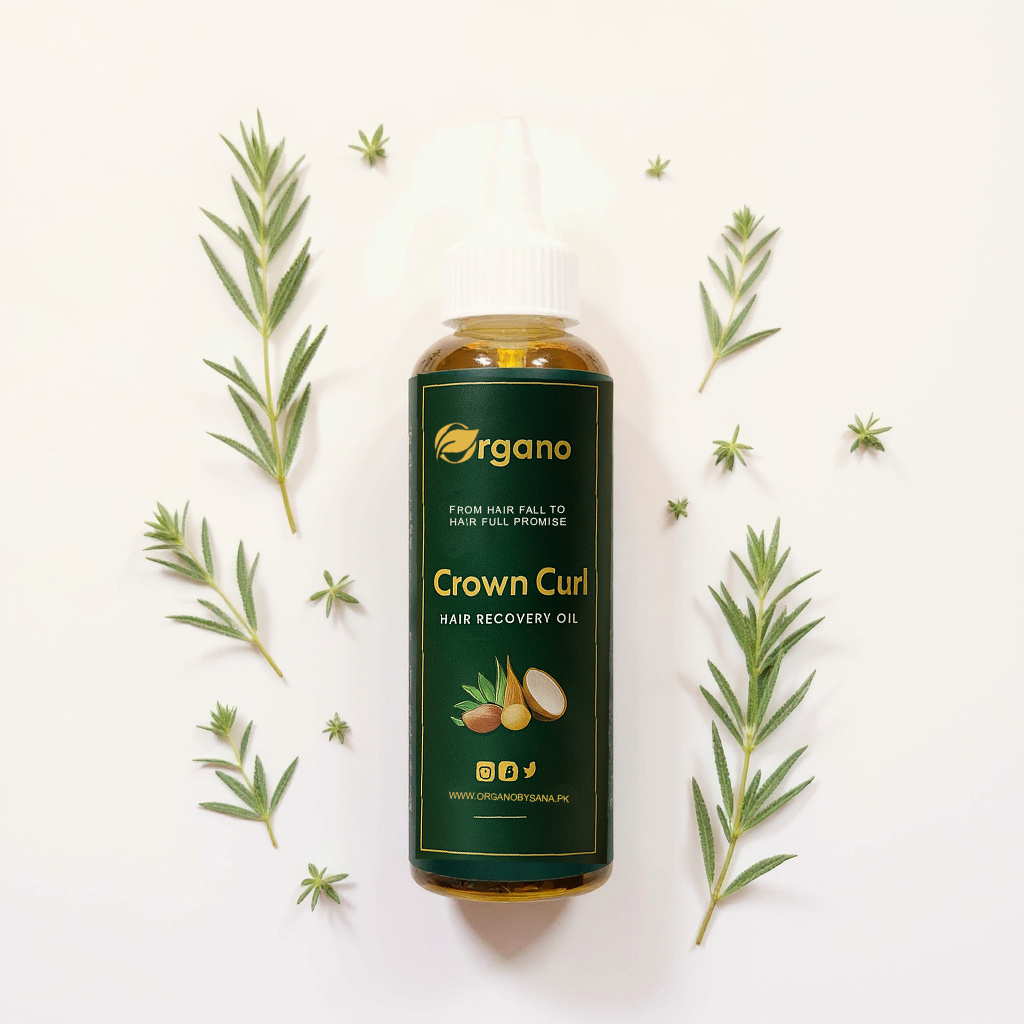 Organo
FROM HAIR FALL TO
HAIR FULL PROMISE
Crown Curl
HAIR RECOVERY OIL
WWW.ORGANOBYSANA.PK